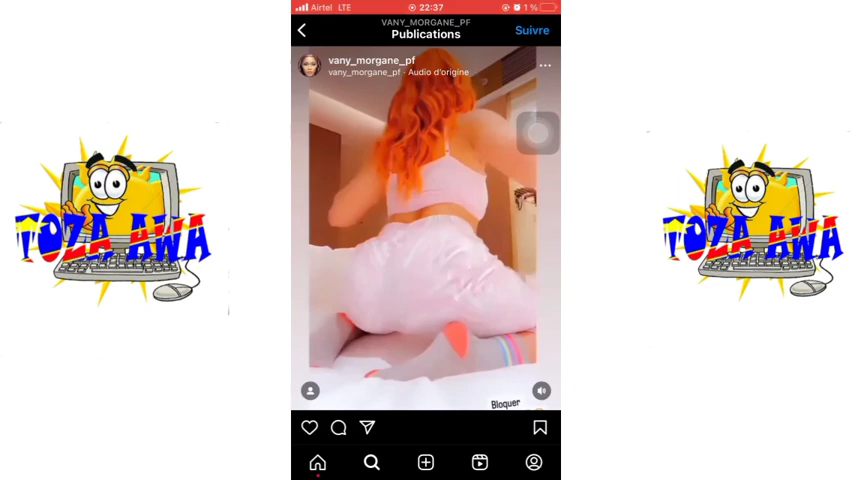 Airtel LTE 22:37 1 %
VANY_MORGANE_PF
Publications
Suivre
vany_morgane_pf
vany_morgane_pf · Audio d'origine
TOZA AWA
TOZA AWA
Bloquer